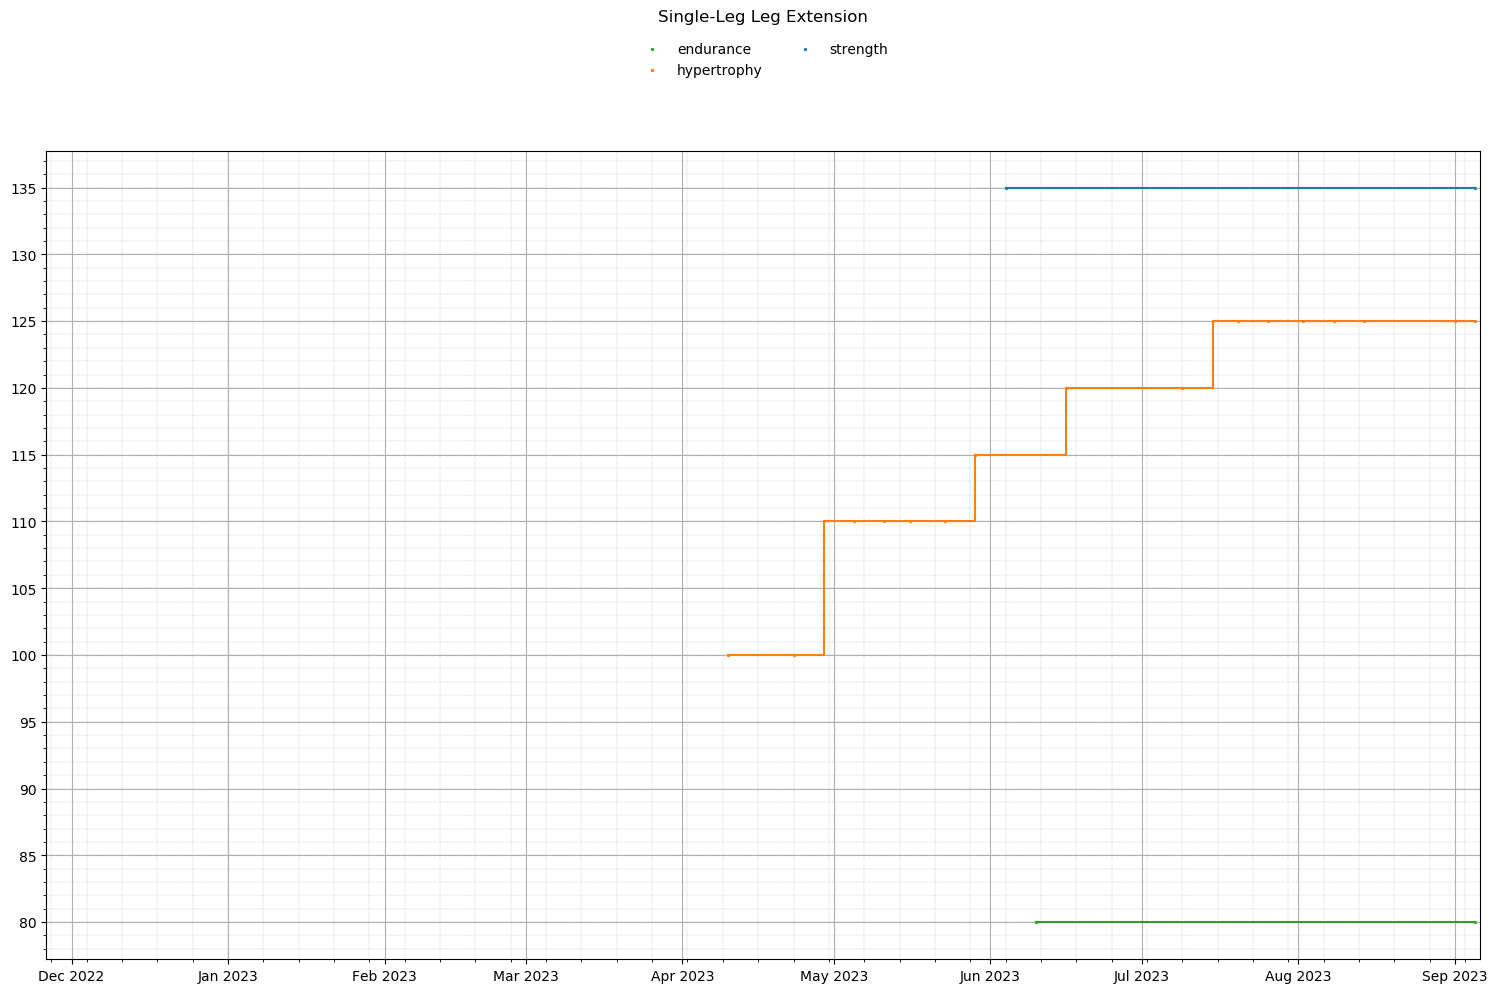 Single-Leg Leg Extension
endurance
hypertrophy
strength
135
130
125
120
115
110
105
100
95
90
85
80
Dec 2022 Jan 2023 Feb 2023 Mar 2023 Apr 2023 May 2023 Jun 2023 Jul 2023 Aug 2023 Sep 2023